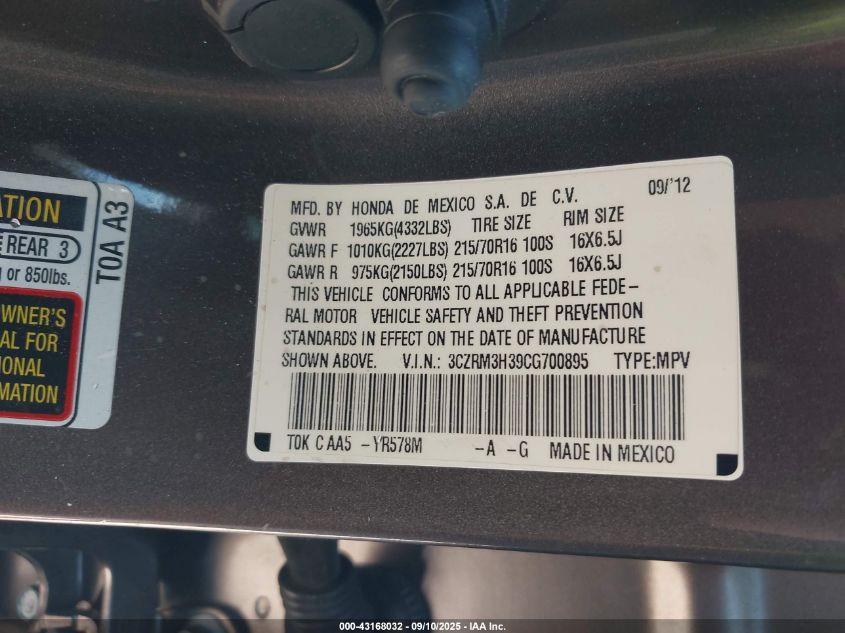 ATION
REAR 3
or 850lbs.
OWNER'S
AL FOR
IONAL
RMATION
T0A A3
MFD. BY HONDA DE MEXICO S.A. DE C.V. 09/'12
GVWR 1965KG(4332LBS) TIRE SIZE RIM SIZE
GAWR F 1010KG(2227LBS) 215/70R16 100S 16X6.5J
GAWR R 975KG(2150LBS) 215/70R16 100S 16X6.5J
THIS VEHICLE CONFORMS TO ALL APPLICABLE FEDE-
RAL MOTOR VEHICLE SAFETY AND THEFT PREVENTION
STANDARDS IN EFFECT ON THE DATE OF MANUFACTURE
SHOWN ABOVE. V.I.N.: 3CZRM3H39CG700895 TYPE:MPV
T0K C AA5 -YR578M -A -G MADE IN MEXICO
000-43168032 - 09/10/2025 - IAA Inc.